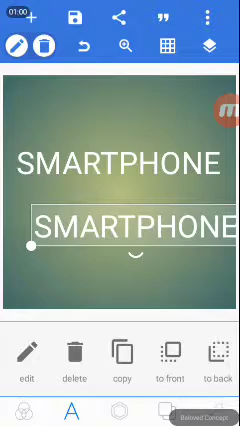 01:00
SMARTPHONE
SMARTPHONE
edit
delete
copy
to front
to back
Beloved Concept